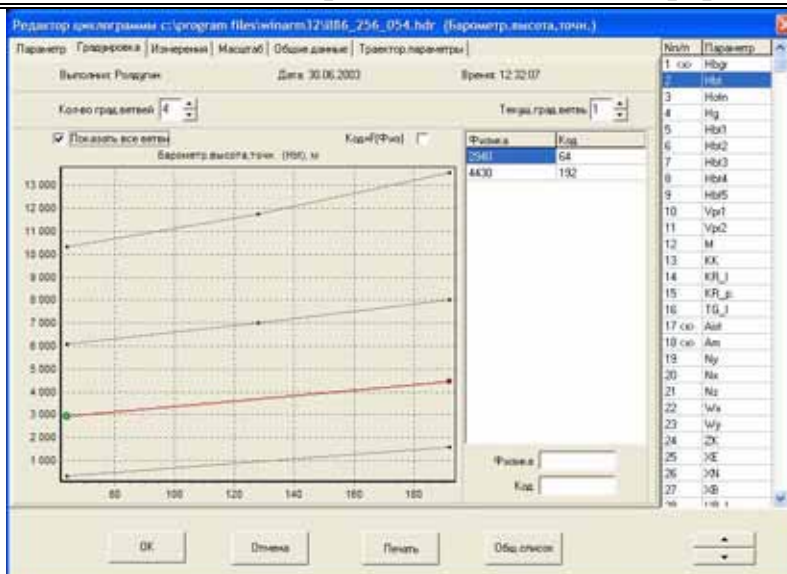 Редактор циклограммы c:\program files\winarm32\886_256_054.hdr (Барометр.высота,точн.)
Параметр Градуировка Измерения Масштаб Общие данные Траектор.параметры
Выполнил: Ролдугин Дата: 30.06.2003 Время: 12:32:07
Кол-во град.ветвей 4 Текущ.град.ветвь 1
Показать все ветви Код=F(Физ)
Барометр.высота,точн. (Hbt), м
13 000
12 000
11 000
10 000
9 000
8 000
7 000
6 000
5 000
4 000
3 000
2 000
1 000
80 100 120 140 160 180
Физика Код
2940 64
4430 192
Физика
Код
Nп/п Параметр
1 Hbgr
2 Hbt
3 Hotn
4 Hg
5 Hbt1
6 Hbt2
7 Hbt3
8 Hbt4
9 Hbt5
10 Vpr1
11 Vpr2
12 M
13 KK
14 KR_l
15 KR_p
16 TG_l
17 Aist
18 Am
19 Ny
20 Nx
21 Nz
22 Wx
23 Wy
24 ZK
25 XE
26 XN
27 XB
OK Отмена Печать Общ.список